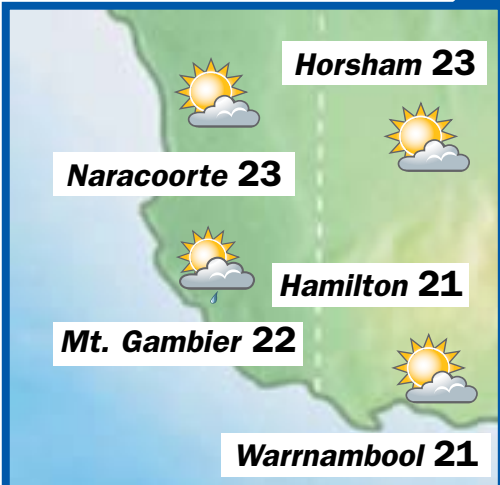 Horsham 23
Naracoorte 23
Hamilton 21
Mt. Gambier 22
Warrnambool 21